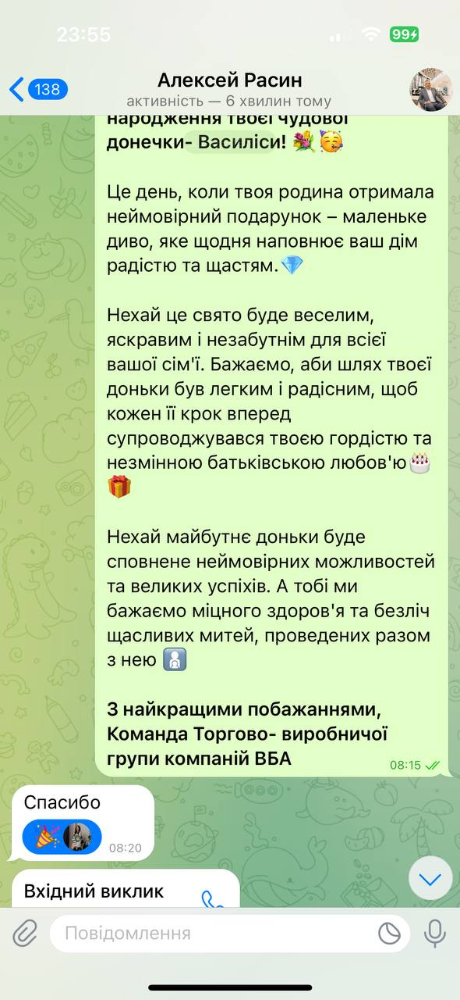 23:55
99
138
Алексей Расин
активність — 6 хвилин тому
народження твоєї чудової
донечки- Василіси! 💐🥳
Це день, коли твоя родина отримала
неймовірний подарунок – маленьке
диво, яке щодня наповнює ваш дім
радістю та щастям.💎
Нехай це свято буде веселим,
яскравим і незабутнім для всієї
вашої сім'ї. Бажаємо, аби шлях твоєї
доньки був легким і радісним, щоб
кожен її крок вперед
супроводжувався твоєю гордістю та
незмінною батьківською любов'ю🎂
🎁
Нехай майбутнє доньки буде
сповнене неймовірних можливостей
та великих успіхів. А тобі ми
бажаємо міцного здоров'я та безліч
щасливих митей, проведених разом
з нею 🚼
З найкращими побажаннями,
Команда Торгово- виробничої
групи компаній ВБА
08:15
Спасибо
🎉 08:20
Вхідний виклик
Повідомлення